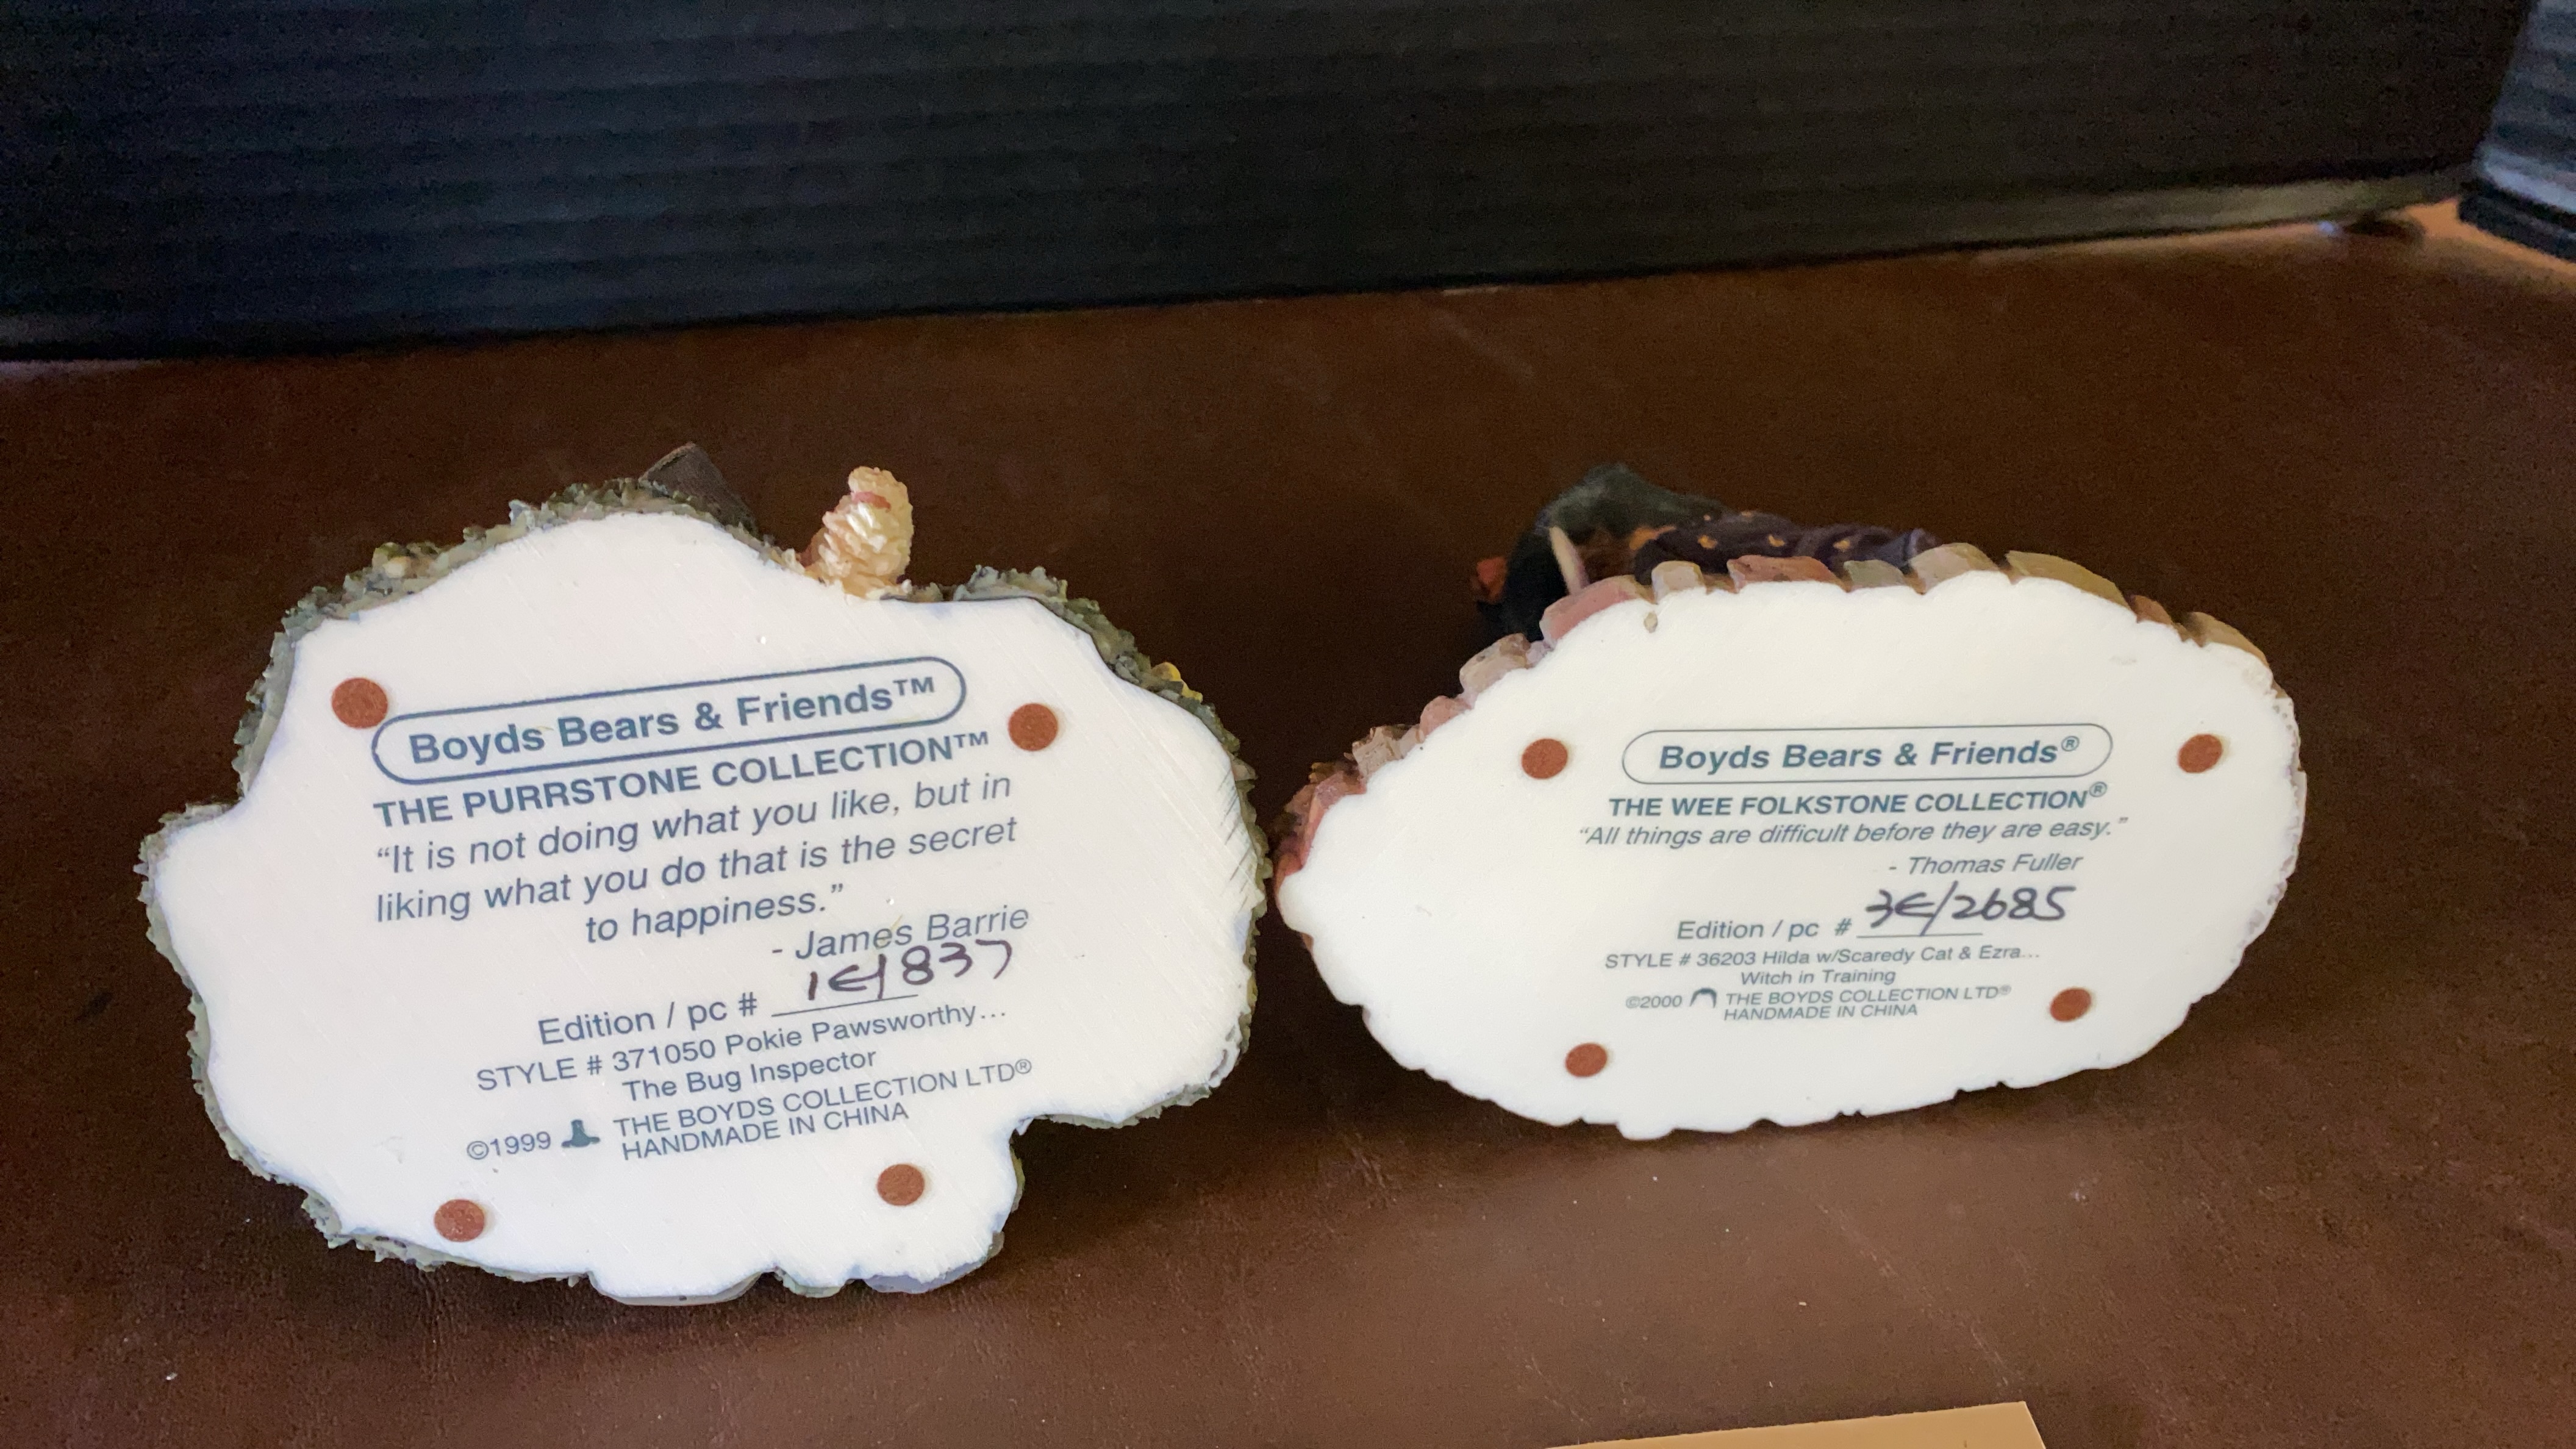 Boyds Bears & Friends™
THE PURRSTONE COLLECTION™
“It is not doing what you like, but in
liking what you do that is the secret
to happiness.”
- James Barrie
Edition / pc # 1E/837
STYLE # 371050 Pokie Pawsworthy...
The Bug Inspector
©1999 THE BOYDS COLLECTION LTD®
HANDMADE IN CHINA
Boyds Bears & Friends®
THE WEE FOLKSTONE COLLECTION®
“All things are difficult before they are easy.”
- Thomas Fuller
Edition / pc # 3E/2685
STYLE # 36203 Hilda w/Scaredy Cat & Ezra...
Witch in Training
©2000 THE BOYDS COLLECTION LTD®
HANDMADE IN CHINA